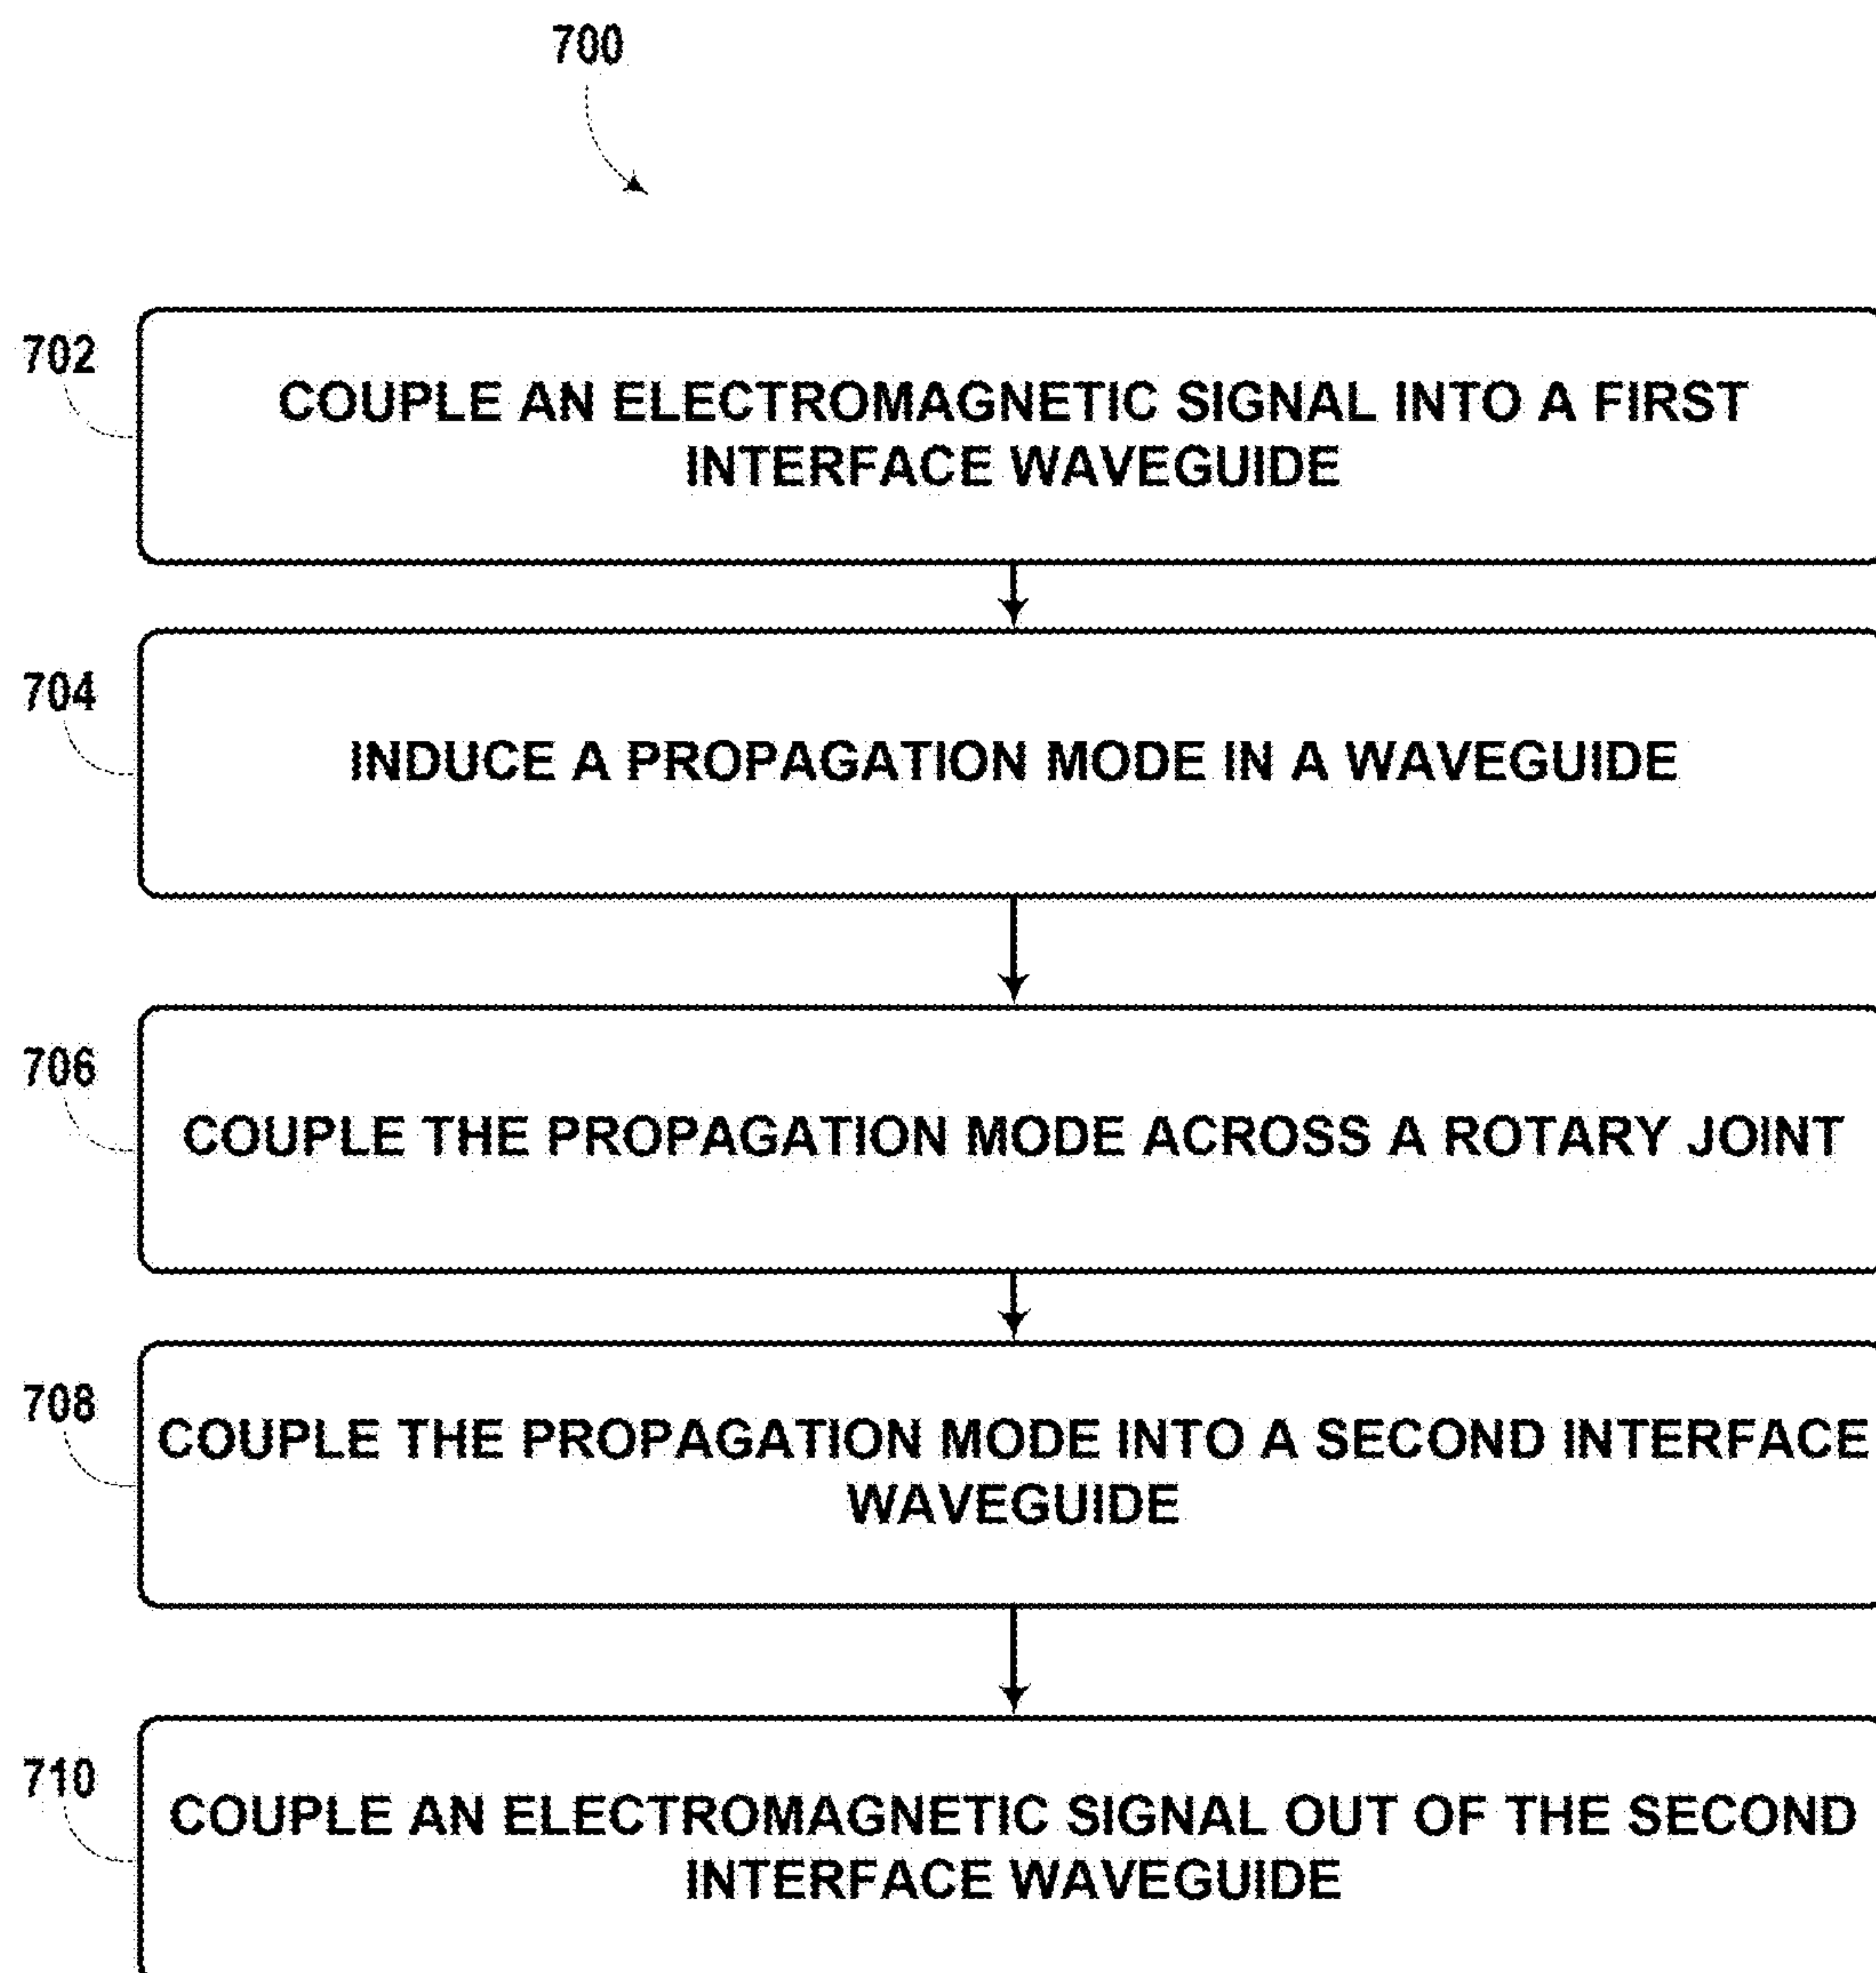 700
702
COUPLE AN ELECTROMAGNETIC SIGNAL INTO A FIRST
INTERFACE WAVEGUIDE
704
INDUCE A PROPAGATION MODE IN A WAVEGUIDE
706
COUPLE THE PROPAGATION MODE ACROSS A ROTARY JOINT
708
COUPLE THE PROPAGATION MODE INTO A SECOND INTERFACE
WAVEGUIDE
710
COUPLE AN ELECTROMAGNETIC SIGNAL OUT OF THE SECOND
INTERFACE WAVEGUIDE